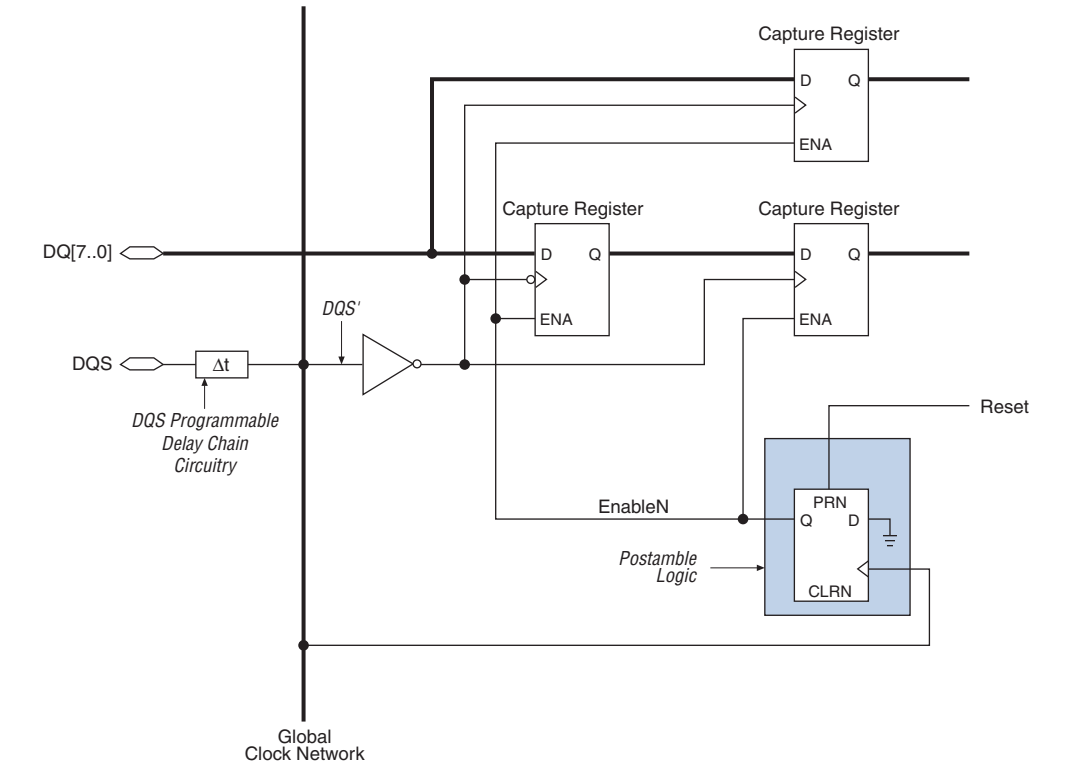 Capture Register
D Q
ENA
Capture Register
Capture Register
DQ[7..0]
D Q
D Q
ENA
ENA
DQS'
DQS
Δt
DQS Programmable
Delay Chain
Circuitry
Reset
PRN
EnableN
Q D
Postamble
Logic
CLRN
Global
Clock Network